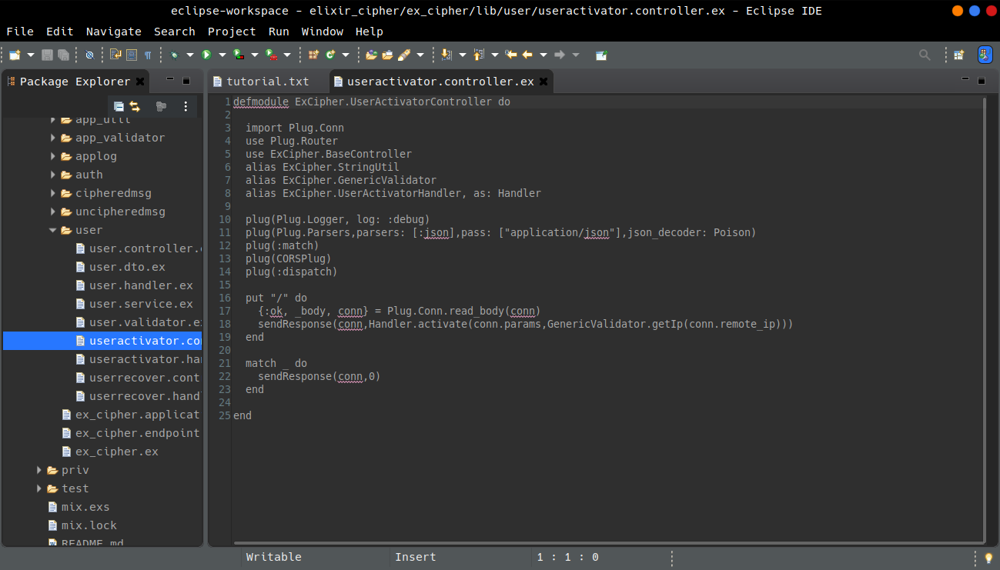 eclipse-workspace - elixir_cipher/ex_cipher/lib/user/useractivator.controller.ex - Eclipse IDE
File Edit Navigate Search Project Run Window Help
Package Explorer
app_util
app_validator
applog
auth
cipheredmsg
uncipheredmsg
user
user.controller.
user.dto.ex
user.handler.ex
user.service.ex
user.validator.e
useractivator.co
useractivator.ha
userrecover.cont
userrecover.hand
ex_cipher.applicat
ex_cipher.endpoint
ex_cipher.ex
priv
test
mix.exs
mix.lock
README.md
tutorial.txt useractivator.controller.ex
1 defmodule ExCipher.UserActivatorController do
2
3 import Plug.Conn
4 use Plug.Router
5 use ExCipher.BaseController
6 alias ExCipher.StringUtil
7 alias ExCipher.GenericValidator
8 alias ExCipher.UserActivatorHandler, as: Handler
9
10 plug(Plug.Logger, log: :debug)
11 plug(Plug.Parsers,parsers: [:json],pass: ["application/json"],json_decoder: Poison)
12 plug(:match)
13 plug(CORSPlug)
14 plug(:dispatch)
15
16 put "/" do
17 {:ok, _body, conn} = Plug.Conn.read_body(conn)
18 sendResponse(conn,Handler.activate(conn.params,GenericValidator.getIp(conn.remote_ip)))
19 end
20
21 match _ do
22 sendResponse(conn,0)
23 end
24
25 end
Writable Insert 1 : 1 : 0